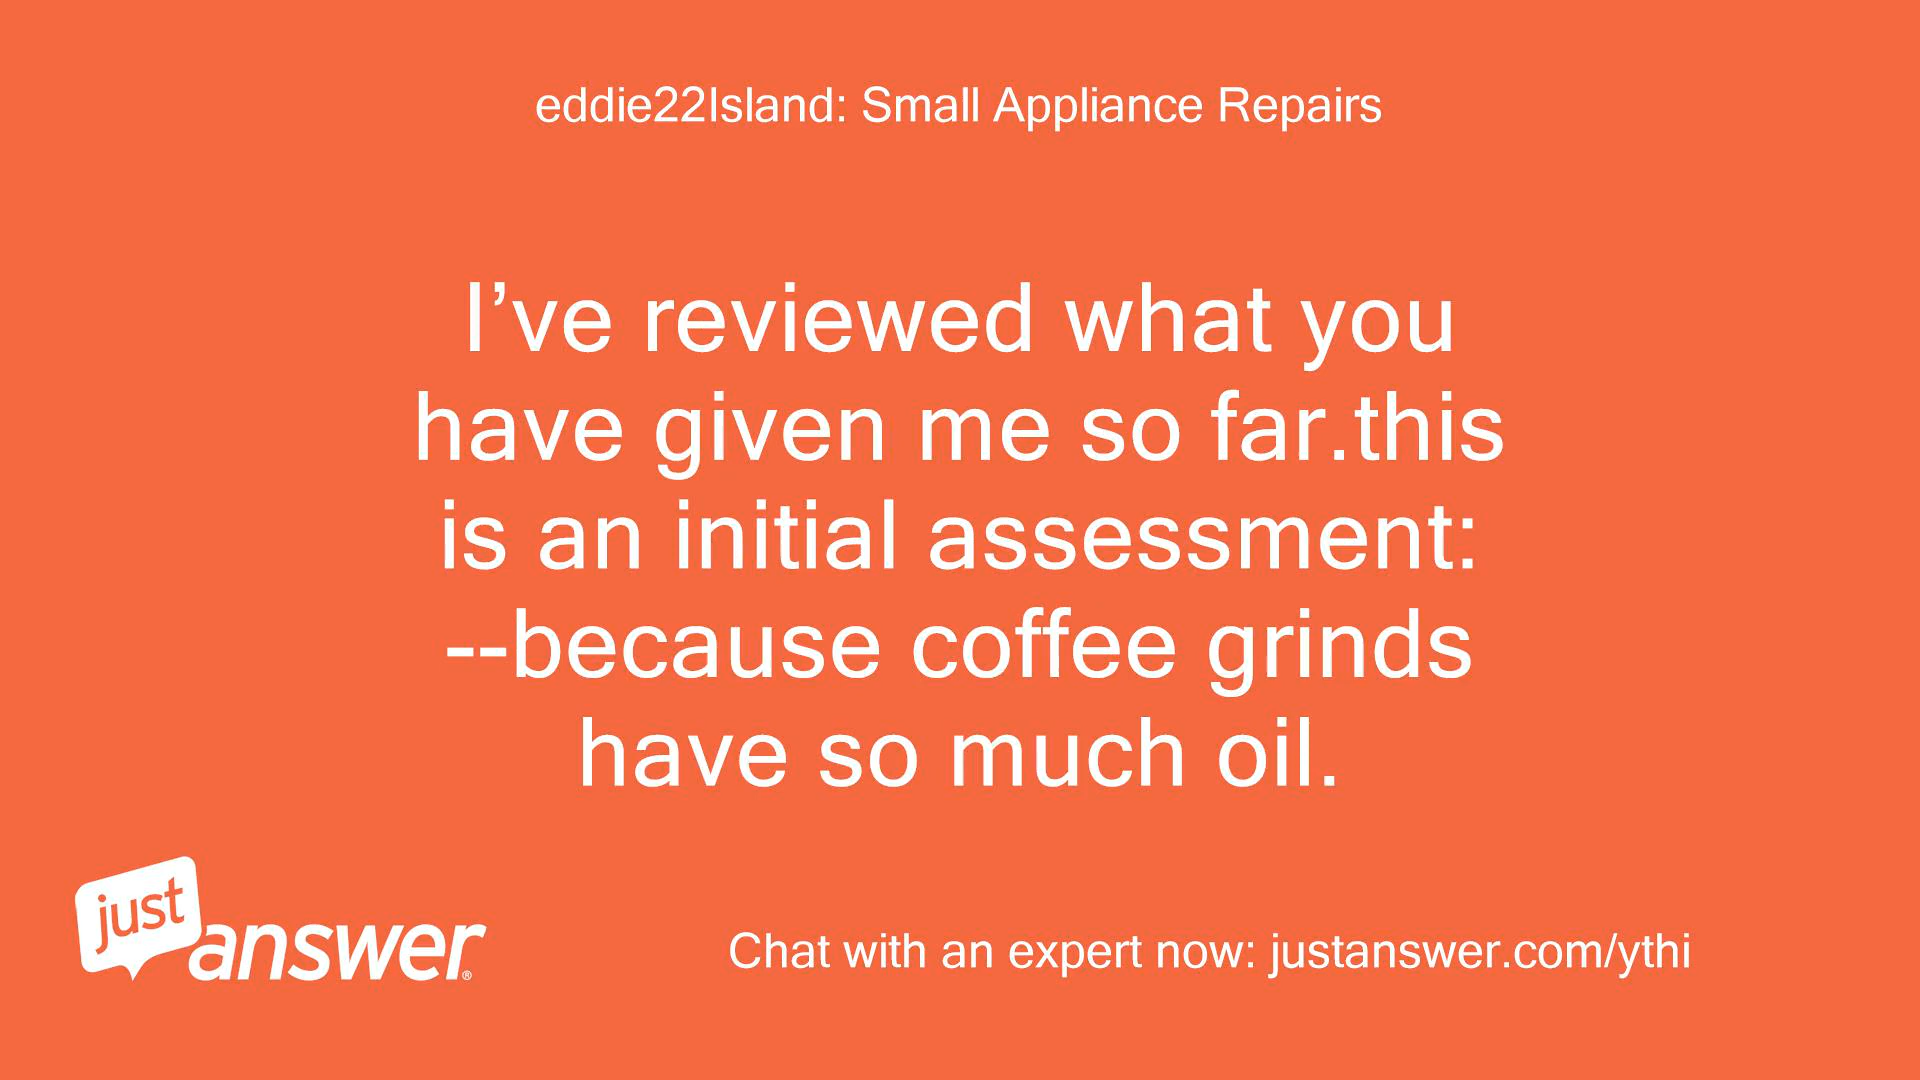 eddie22Island: Small Appliance Repairs
I’ve reviewed what you
have given me so far.this
is an initial assessment:
--because coffee grinds
have so much oil.
just
answer®
Chat with an expert now: justanswer.com/ythi